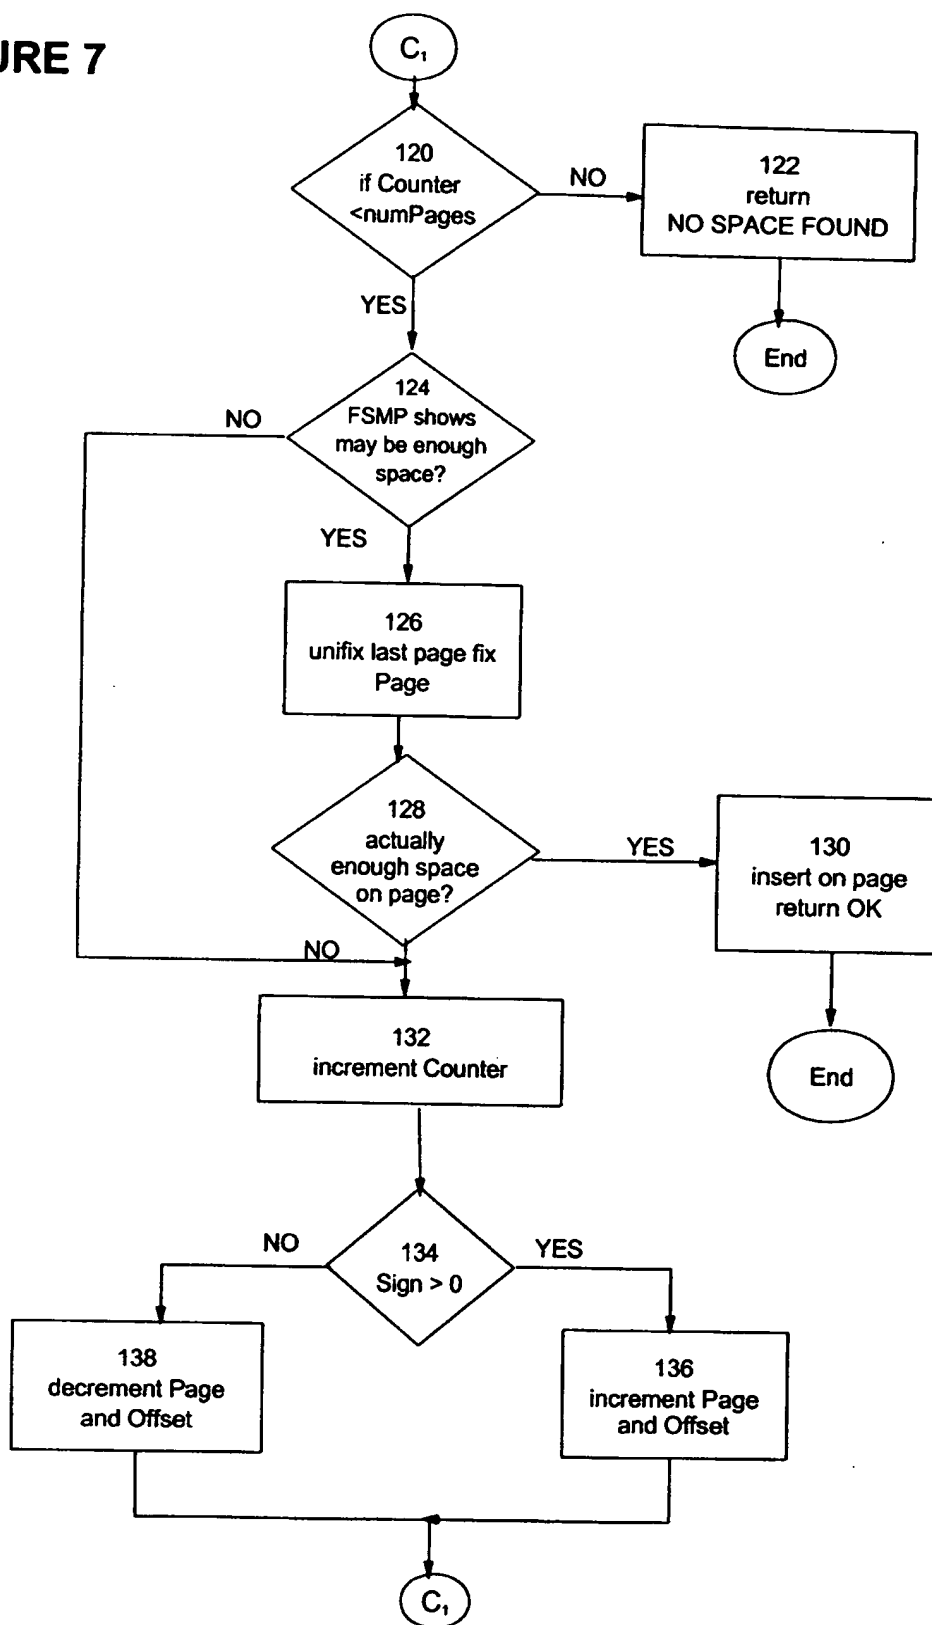 URE 7
C₁
120
if Counter
<numPages
NO
122
return
NO SPACE FOUND
YES
End
124
FSMP shows
may be enough
space?
NO
YES
126
unifix last page fix
Page
128
actually
enough space
on page?
YES
130
insert on page
return OK
NO
132
increment Counter
End
134
Sign > 0
NO
YES
138
decrement Page
and Offset
136
increment Page
and Offset
C₁